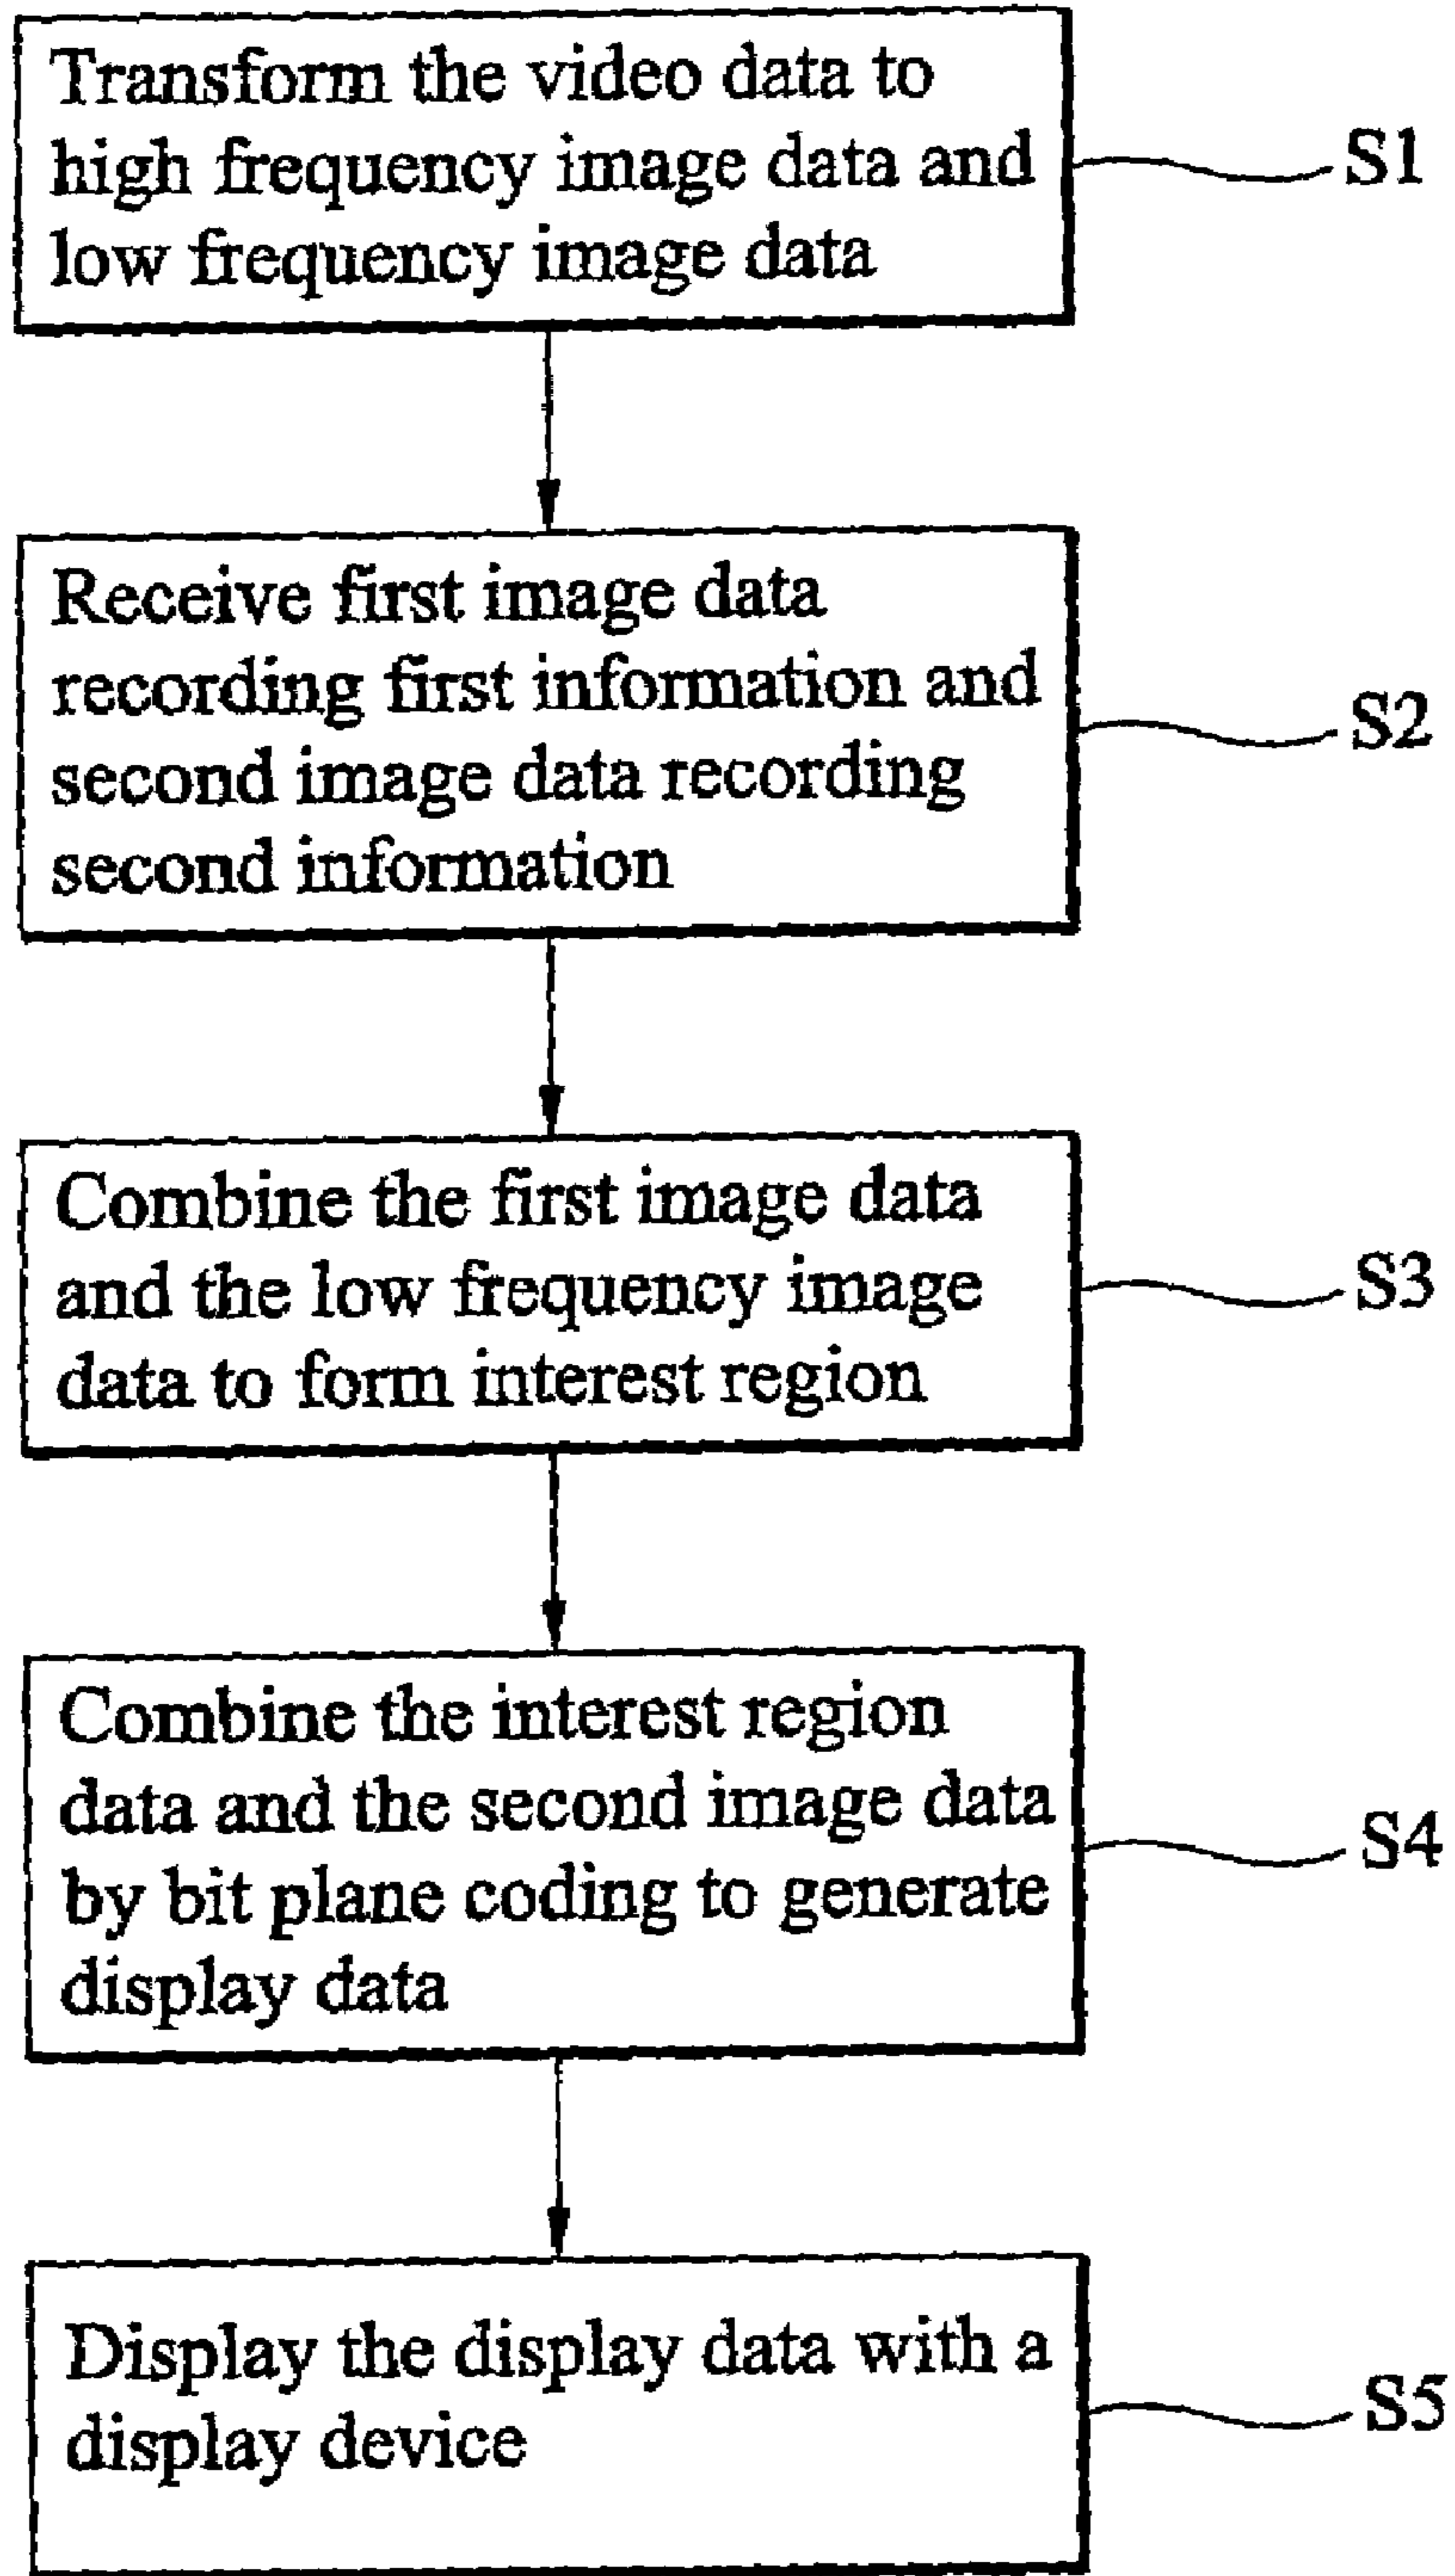 Transform the video data to
high frequency image data and
low frequency image data
S1
Receive first image data
recording first information and
second image data recording
second information
S2
Combine the first image data
and the low frequency image
data to form interest region
S3
Combine the interest region
data and the second image data
by bit plane coding to generate
display data
S4
Display the display data with a
display device
S5